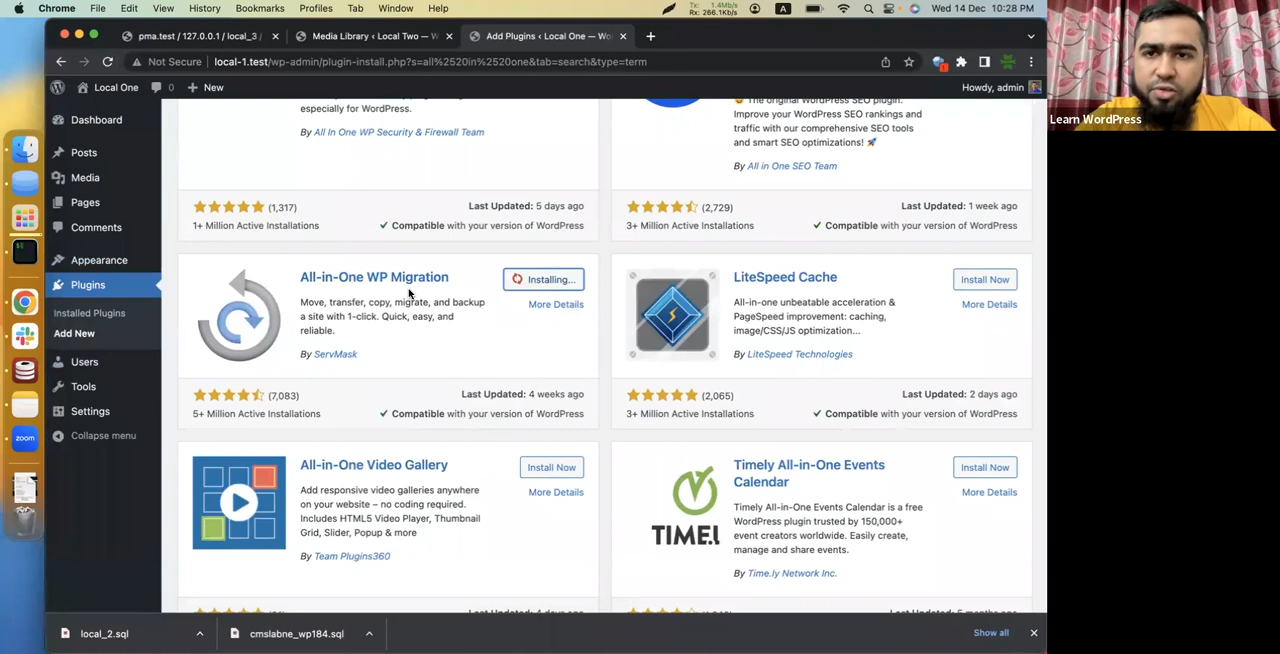 Chrome File Edit View History Bookmarks Profiles Tab Window Help
Tx: 1.4Mb/s
Rx: 266.1Kb/s
A
Wed 14 Dec 10:28 PM
pma.test / 127.0.0.1 / local_3 /
Media Library ‹ Local Two — W
Add Plugins ‹ Local One — Wo
Not Secure
local-1.test/wp-admin/plugin-install.php?s=all%2520in%2520one&tab=search&type=term
Local One
0
New
Howdy, admin
Learn WordPress
Dashboard
Posts
Media
Pages
Comments
Appearance
Plugins
Installed Plugins
Add New
Users
Tools
Settings
Collapse menu
zoom
especially for WordPress.
By All In One WP Security & Firewall Team
(1,317)
Last Updated: 5 days ago
1+ Million Active Installations
Compatible with your version of WordPress
The original WordPress SEO plugin.
Improve your WordPress SEO rankings and
traffic with our comprehensive SEO tools
and smart SEO optimizations! 🚀
By All in One SEO Team
(2,729)
Last Updated: 1 week ago
3+ Million Active Installations
Compatible with your version of WordPress
All-in-One WP Migration
Installing...
More Details
Move, transfer, copy, migrate, and backup
a site with 1-click. Quick, easy, and
reliable.
By ServMask
(7,083)
Last Updated: 4 weeks ago
5+ Million Active Installations
Compatible with your version of WordPress
LiteSpeed Cache
Install Now
More Details
All-in-one unbeatable acceleration &
PageSpeed improvement: caching,
image/CSS/JS optimization...
By LiteSpeed Technologies
(2,065)
Last Updated: 2 days ago
3+ Million Active Installations
Compatible with your version of WordPress
All-in-One Video Gallery
Install Now
More Details
Add responsive video galleries anywhere
on your website – no coding required.
Includes HTML5 Video Player, Thumbnail
Grid, Slider, Popup & more
By Team Plugins360
Timely All-in-One Events
Calendar
Install Now
More Details
TIME.L
Timely All-in-One Events Calendar is a free
WordPress plugin trusted by 150,000+
event creators worldwide. Easily create,
manage and share events.
By Time.ly Network Inc.
local_2.sql
cmslabne_wp184.sql
Show all